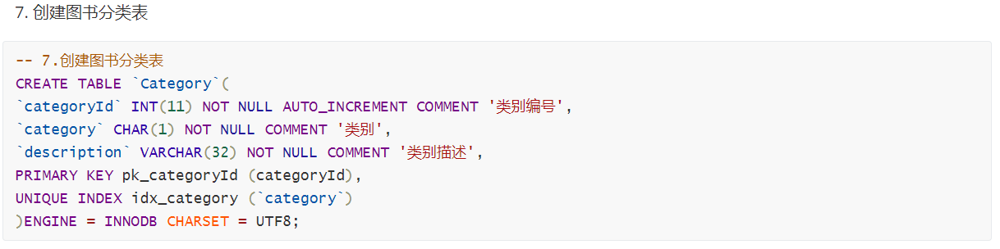 7. 创建图书分类表
-- 7.创建图书分类表
CREATE TABLE `Category`(
`categoryId` INT(11) NOT NULL AUTO_INCREMENT COMMENT '类别编号',
`category` CHAR(1) NOT NULL COMMENT '类别',
`description` VARCHAR(32) NOT NULL COMMENT '类别描述',
PRIMARY KEY pk_categoryId (categoryId),
UNIQUE INDEX idx_category (`category`)
)ENGINE = INNODB CHARSET = UTF8;